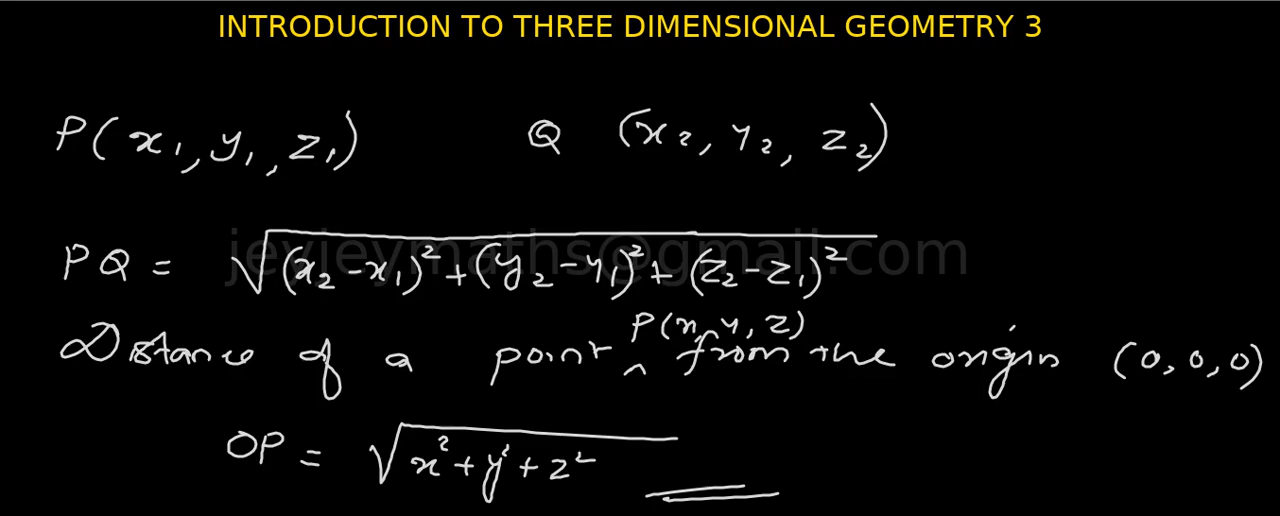 INTRODUCTION TO THREE DIMENSIONAL GEOMETRY 3
P(x₁, y₁, z₁) Q (x₂, y₂, z₂)
jeyjeymaths@gmail.com
PQ = √((x₂-x₁)² + (y₂-y₁)² + (z₂-z₁)²)
Distance of a point ‸ P(x, y, z) from the origin (0, 0, 0)
OP = √(x² + y² + z²)